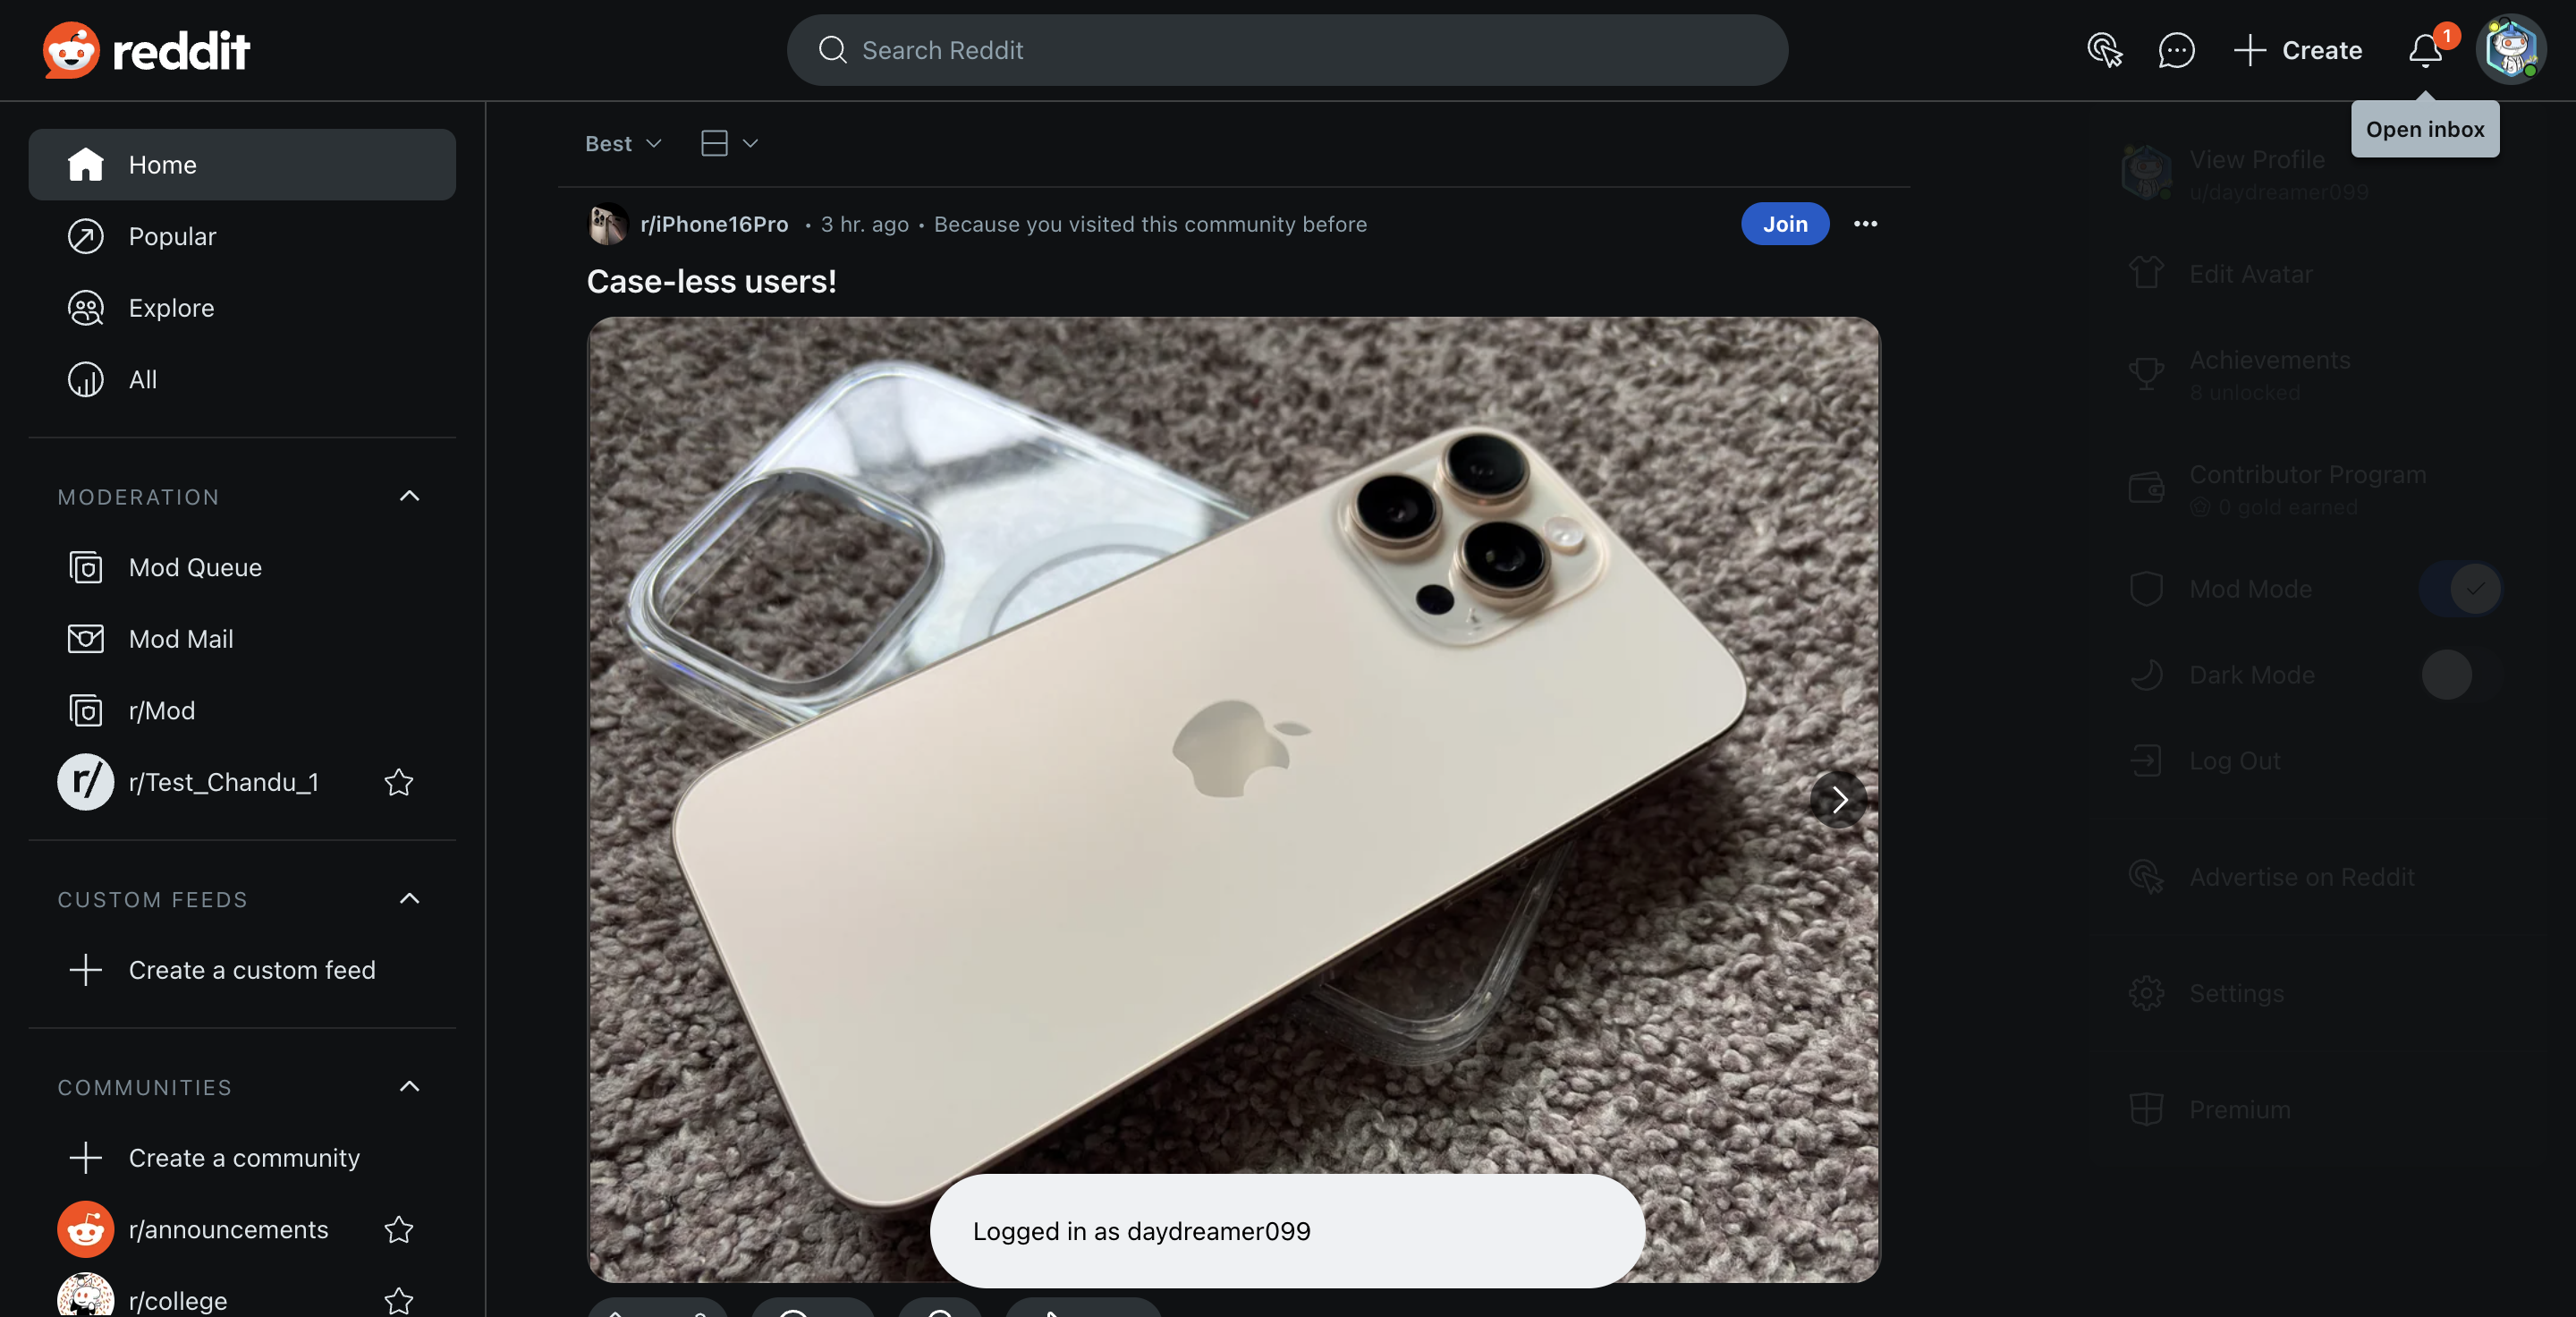 reddit
Search Reddit
Create
1
Open inbox
Home
Popular
Explore
All
MODERATION
Mod Queue
Mod Mail
r/Mod
r/ r/Test_Chandu_1
CUSTOM FEEDS
Create a custom feed
COMMUNITIES
Create a community
r/announcements
r/college
Best
r/iPhone16Pro • 3 hr. ago • Because you visited this community before
Join
Case-less users!
Logged in as daydreamer099
View Profile
u/daydreamer099
Edit Avatar
Achievements
8 unlocked
Contributor Program
0 gold earned
Mod Mode
Dark Mode
Log Out
Advertise on Reddit
Settings
Premium